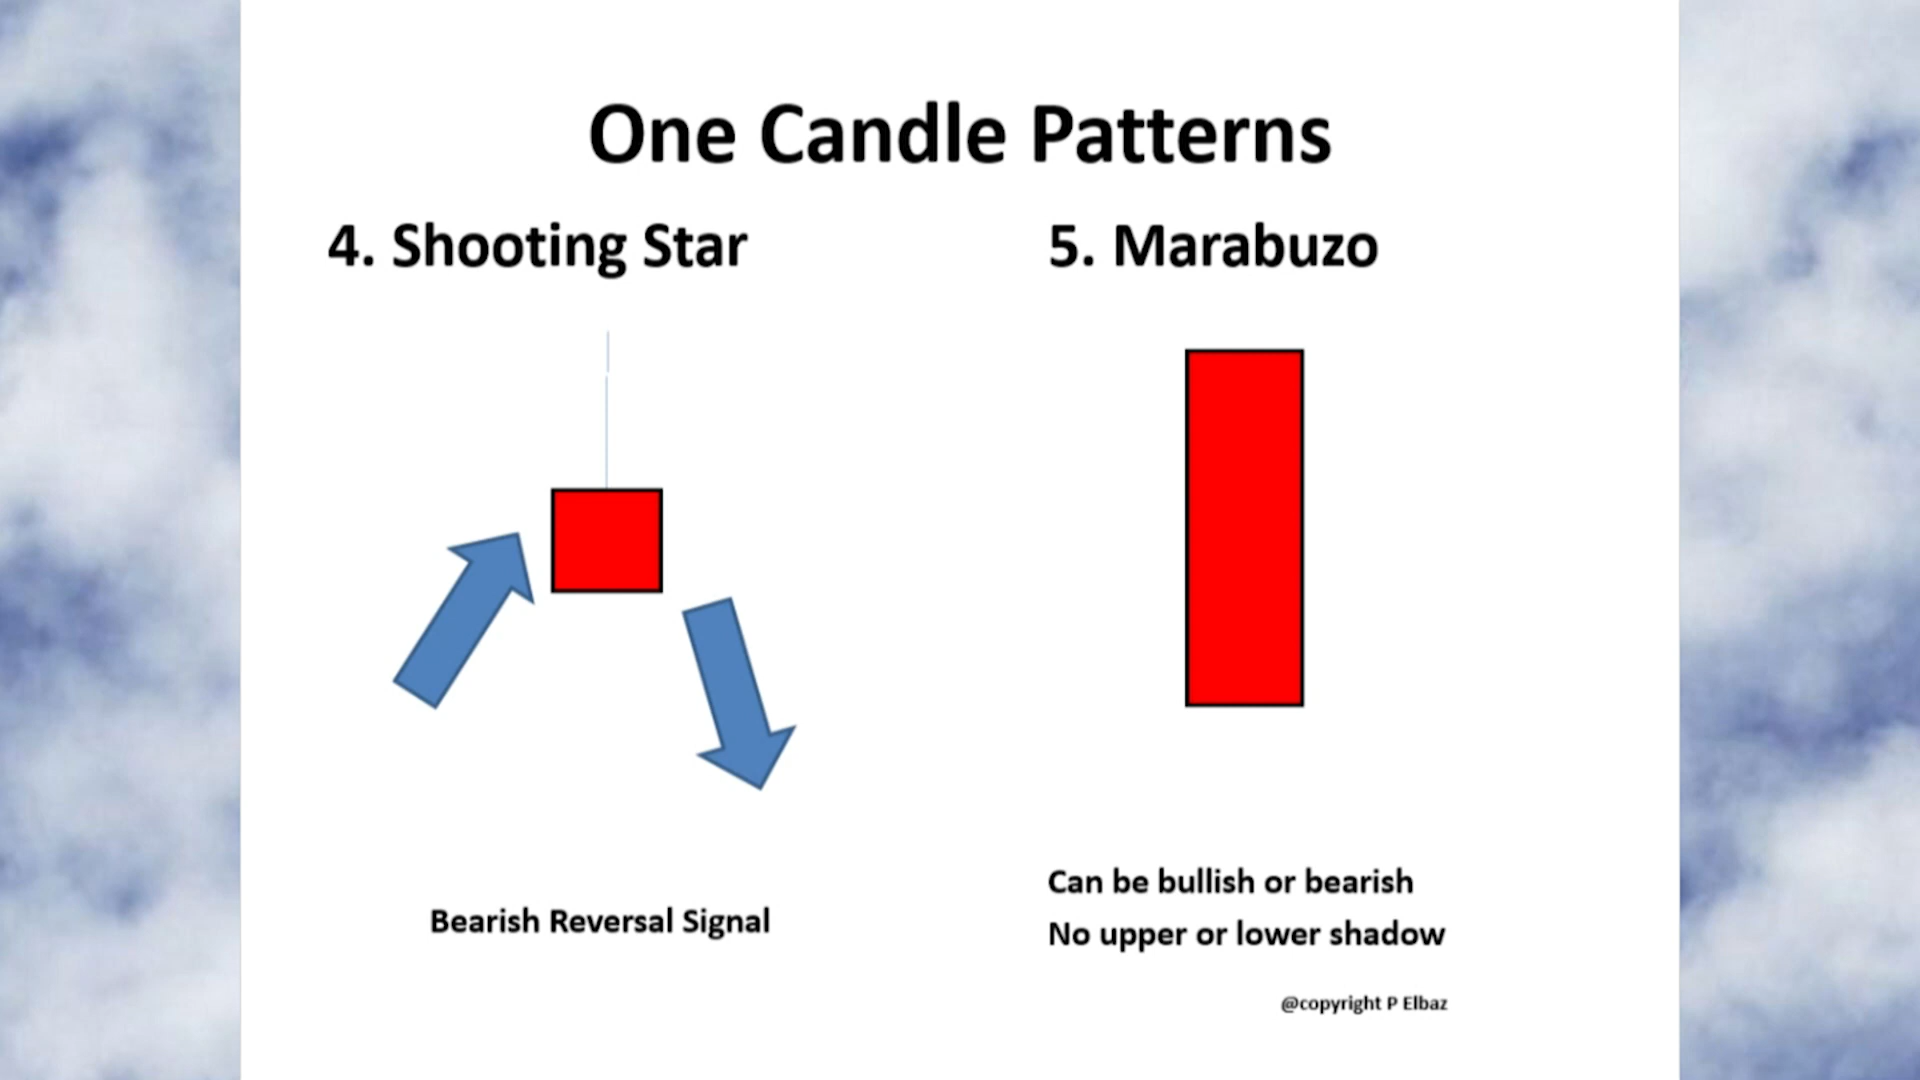 One Candle Patterns
4. Shooting Star
5. Marabuzo
Bearish Reversal Signal
Can be bullish or bearish
No upper or lower shadow
@copyright P Elbaz